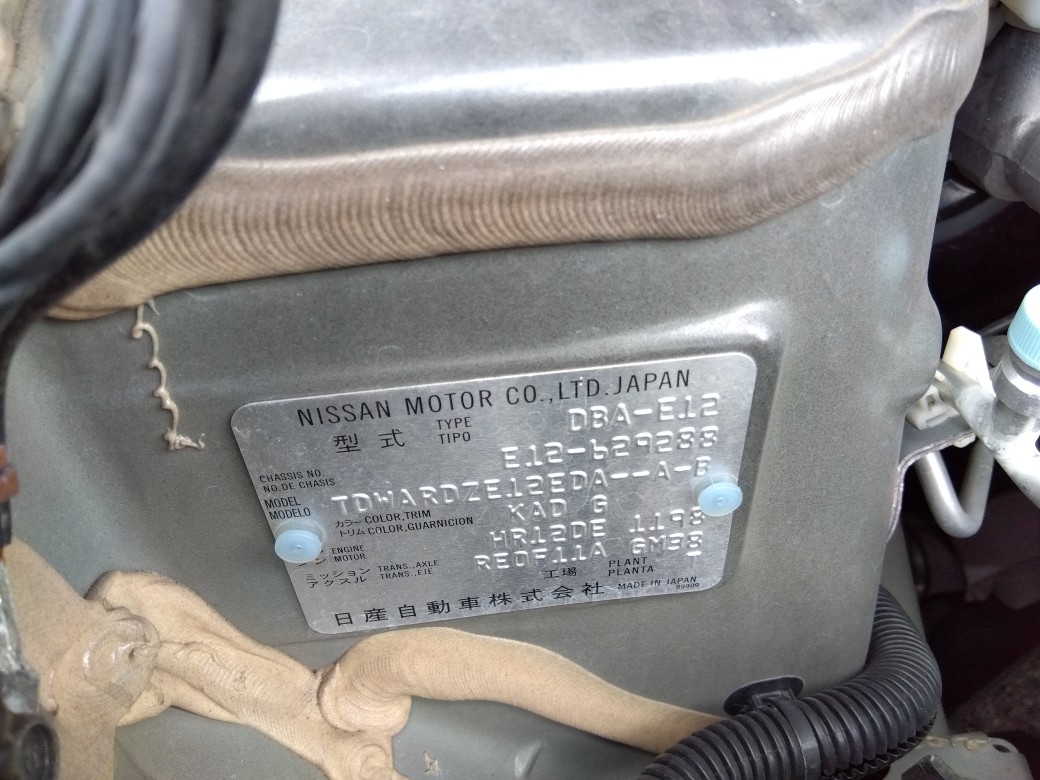 NISSAN MOTOR CO.,LTD. JAPAN
型式 TYPE TIPO DBA-E12
CHASSIS NO. NO.DE CHASIS E12-629288
MODEL MODELO TDWARDZE12EDA--A-B
カラー トリム COLOR,TRIM COLOR,GUARNICION KAD G
ENGINE MOTOR HR12DE 1198
ミッション アクスル TRANS.,AXLE TRANS.,EJE RE0F11A GM38
工場 PLANT PLANTA
日産自動車株式会社 MADE IN JAPAN